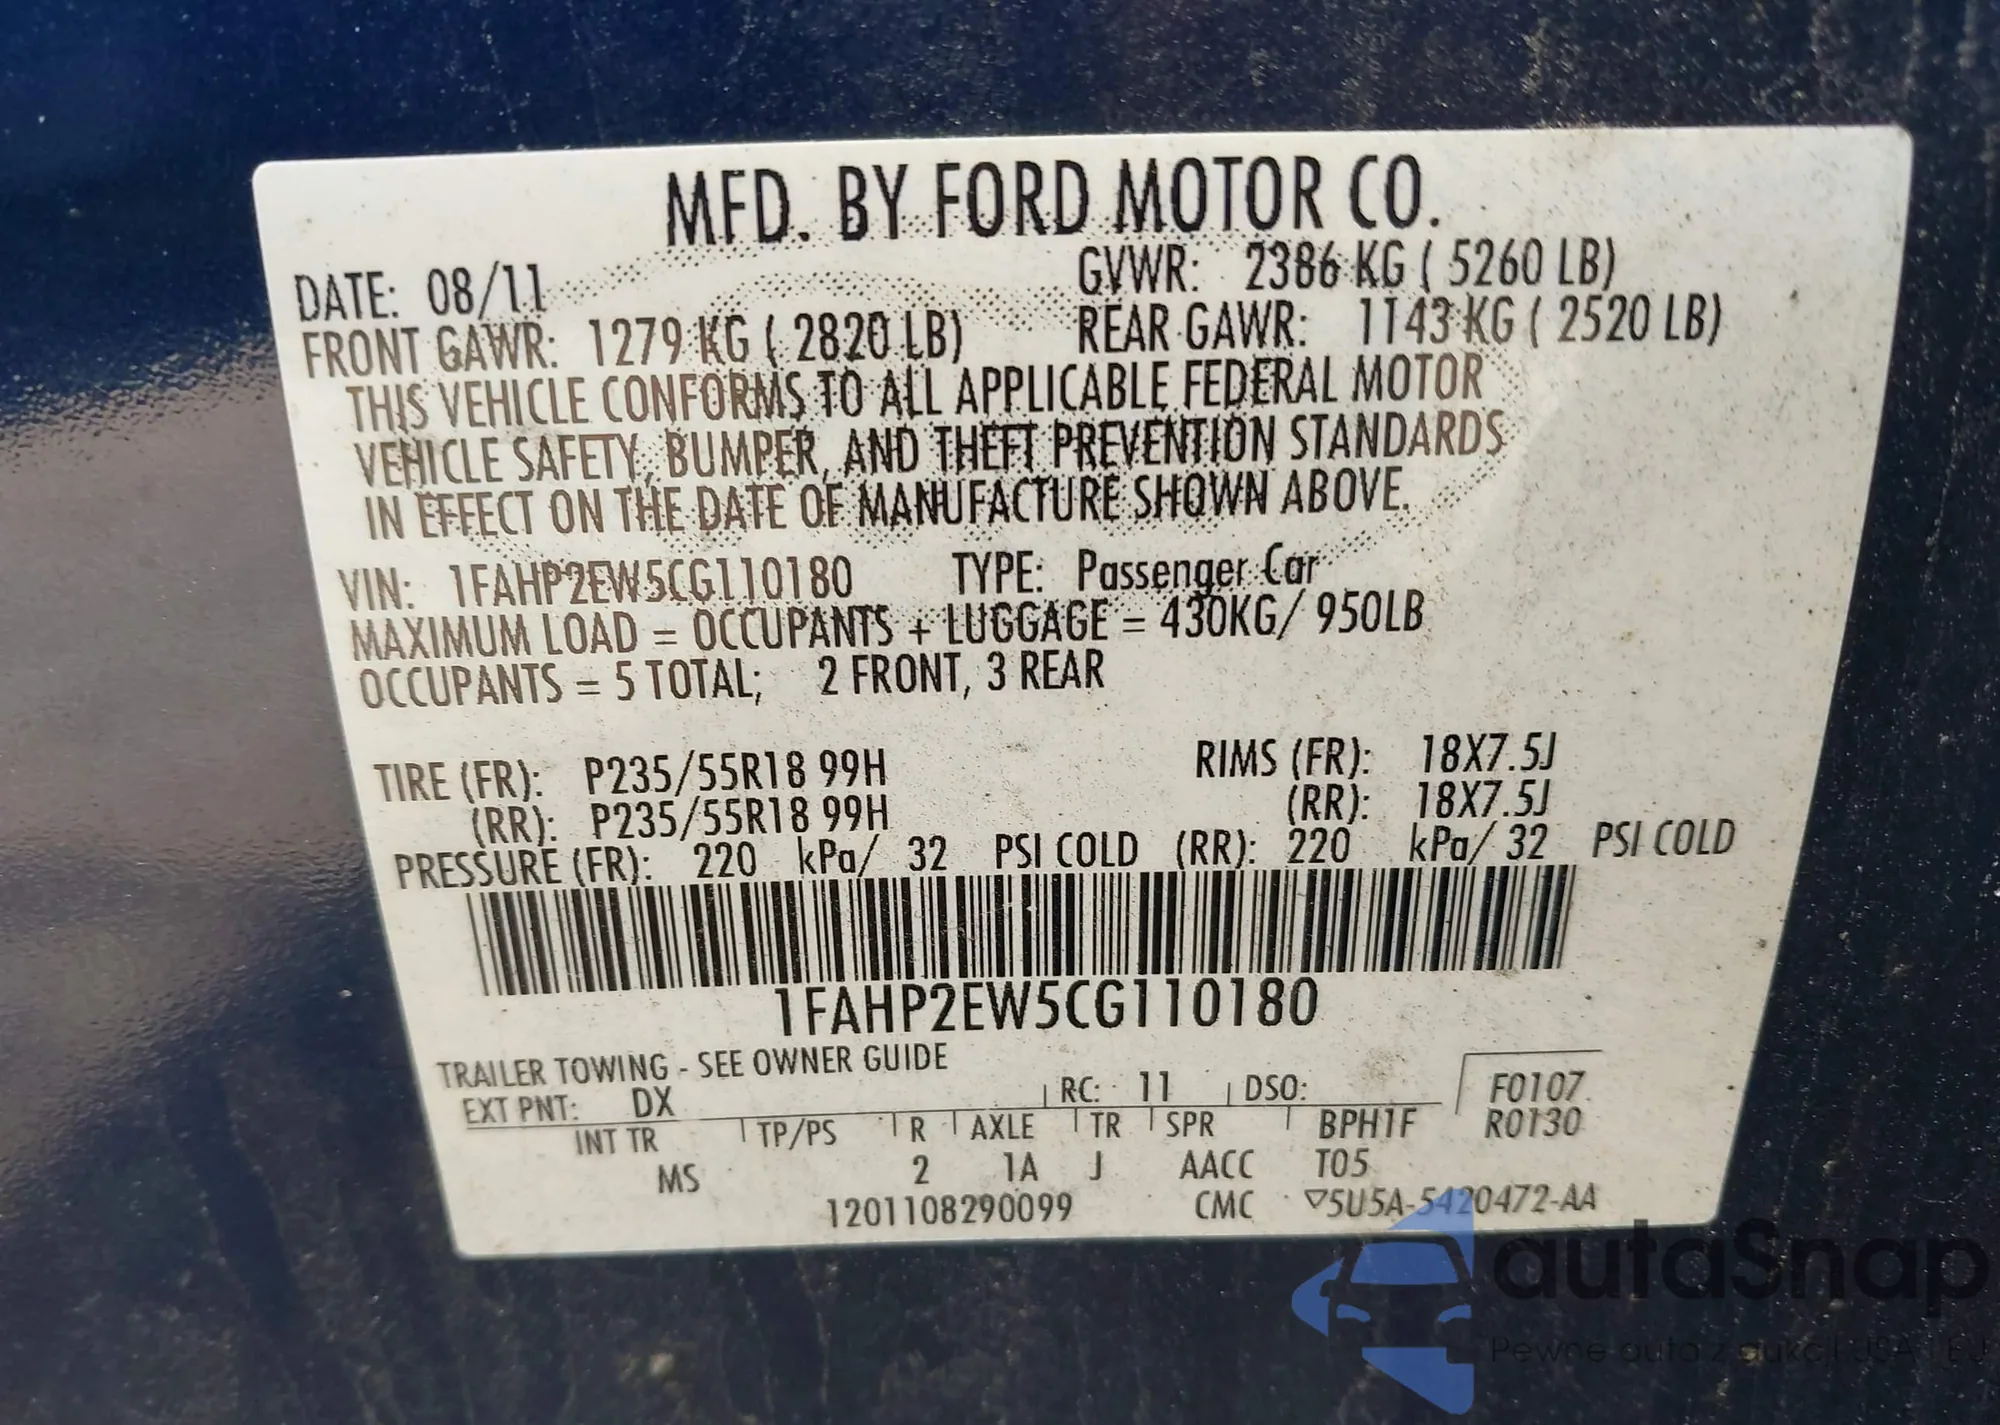 MFD. BY FORD MOTOR CO.
DATE: 08/11 GVWR: 2386 KG ( 5260 LB)
FRONT GAWR: 1279 KG ( 2820 LB) REAR GAWR: 1143 KG ( 2520 LB)
THIS VEHICLE CONFORMS TO ALL APPLICABLE FEDERAL MOTOR
VEHICLE SAFETY, BUMPER, AND THEFT PREVENTION STANDARDS
IN EFFECT ON THE DATE OF MANUFACTURE SHOWN ABOVE.
VIN: 1FAHP2EW5CG110180 TYPE: Passenger Car
MAXIMUM LOAD = OCCUPANTS + LUGGAGE = 430KG/ 950LB
OCCUPANTS = 5 TOTAL; 2 FRONT, 3 REAR
TIRE (FR): P235/55R18 99H RIMS (FR): 18X7.5J
(RR): P235/55R18 99H (RR): 18X7.5J
PRESSURE (FR): 220 kPa/ 32 PSI COLD (RR): 220 kPa/ 32 PSI COLD
1FAHP2EW5CG110180
TRAILER TOWING - SEE OWNER GUIDE
EXT PNT: DX RC: 11 DSO: F0107
INT TR TP/PS R AXLE TR SPR BPH1F R0130
MS 2 1A J AACC T05
1201108290099 CMC ▽5U5A-5420472-AA
autaSnap
Pewne auto z aukcji USA i EU